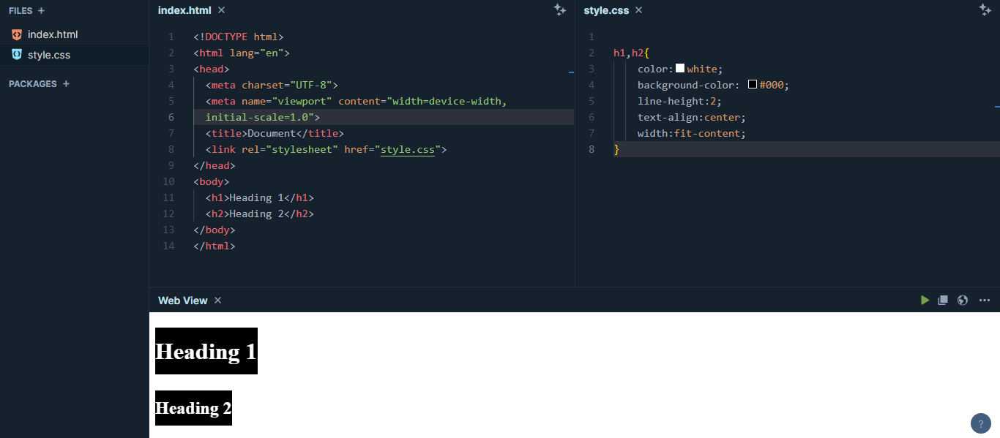 FILES +
index.html
style.css
PACKAGES +
index.html ×
1
2
3
4
5
6
7
8
9
10
11
12
13
14
<!DOCTYPE html>
<html lang="en">
<head>
<meta charset="UTF-8">
<meta name="viewport" content="width=device-width,
initial-scale=1.0">
<title>Document</title>
<link rel="stylesheet" href="style.css">
</head>
<body>
<h1>Heading 1</h1>
<h2>Heading 2</h2>
</body>
</html>
style.css ×
1
2
3
4
5
6
7
8
h1,h2{
color:white;
background-color: #000;
line-height:2;
text-align:center;
width:fit-content;
}
Web View ×
Heading 1
Heading 2
?